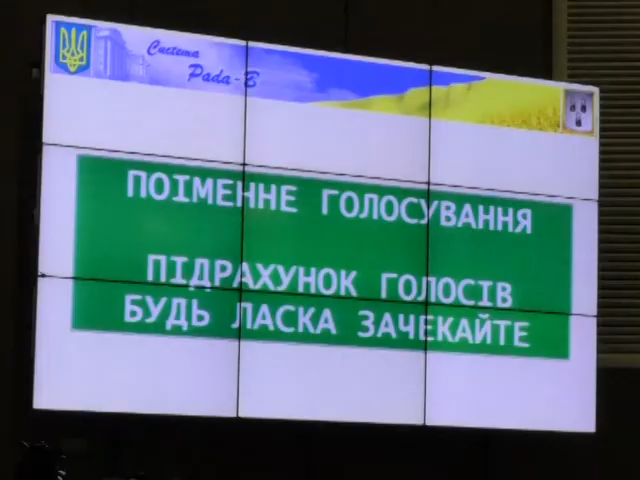 Система
Рада-В
ПОІМЕННЕ ГОЛОСУВАННЯ
ПІДРАХУНОК ГОЛОСІВ
БУДЬ ЛАСКА ЗАЧЕКАЙТЕ